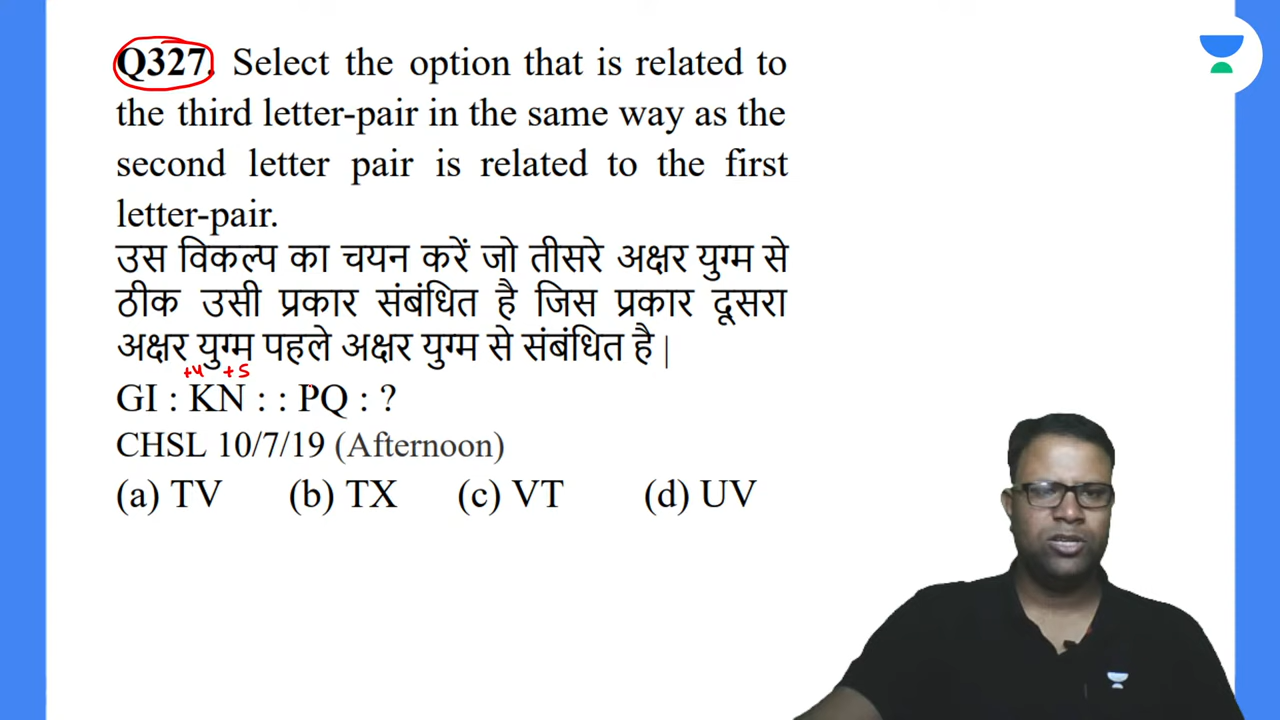 Q327. Select the option that is related to
the third letter-pair in the same way as the
second letter pair is related to the first
letter-pair.
उस विकल्प का चयन करें जो तीसरे अक्षर युग्म से
ठीक उसी प्रकार संबंधित है जिस प्रकार दूसरा
अक्षर युग्म पहले अक्षर युग्म से संबंधित है |
+4 +5
GI : KN : : PQ : ?
CHSL 10/7/19 (Afternoon)
(a) TV (b) TX (c) VT (d) UV